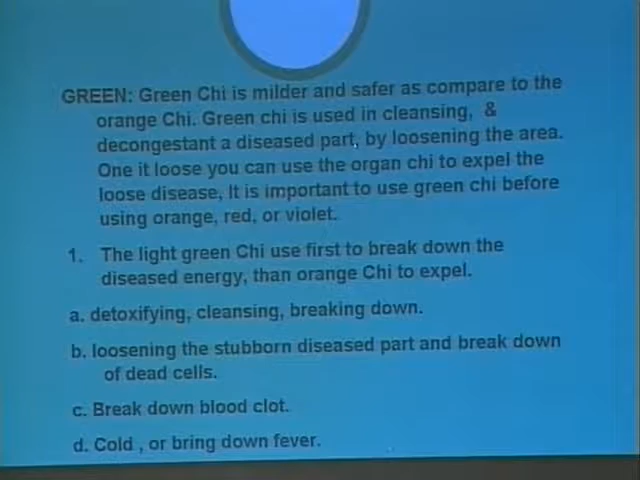 GREEN: Green Chi is milder and safer as compare to the
orange Chi. Green chi is used in cleansing, &
decongestant a diseased part, by loosening the area.
One it loose you can use the organ chi to expel the
loose disease, It is important to use green chi before
using orange, red, or violet.
1. The light green Chi use first to break down the
diseased energy, than orange Chi to expel.
a. detoxifying, cleansing, breaking down.
b. loosening the stubborn diseased part and break down
of dead cells.
c. Break down blood clot.
d. Cold , or bring down fever.